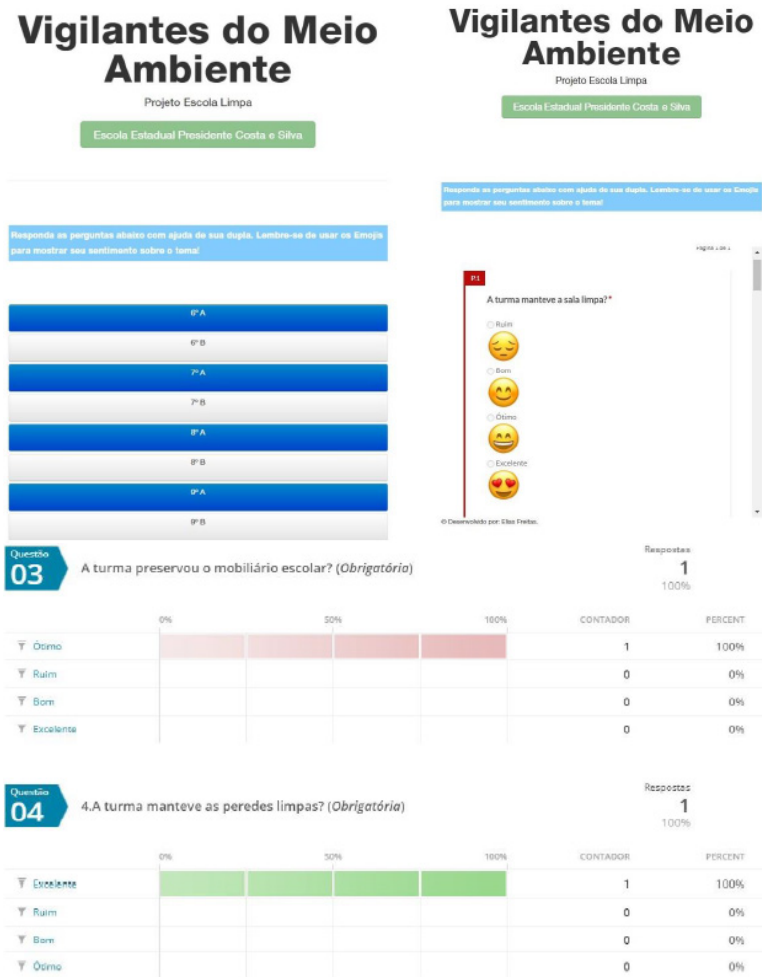 Vigilantes do Meio
Ambiente
Projeto Escola Limpa
Escola Estadual Presidente Costa e Silva
Responda as perguntas abaixo com ajuda de sua dupla. Lembre-se de usar os Emojis
para mostrar seu sentimento sobre o tema!
6º A
6º B
7º A
7º B
8º A
8º B
9º A
9º B
Vigilantes do Meio
Ambiente
Projeto Escola Limpa
Escola Estadual Presidente Costa e Silva
Responda as perguntas abaixo com ajuda de sua dupla. Lembre-se de usar os Emojis
para mostrar seu sentimento sobre o tema!
Página 1 de 1
P.1
A turma manteve a sala limpa?*
Ruim
Bom
Ótimo
Excelente
© Desenvolvido por: Elias Freitas.
Questão
03
A turma preservou o mobiliário escolar? (Obrigatória)
Respostas
1
100%
0% 50% 100% CONTADOR PERCENT
Ótimo 1 100%
Ruim 0 0%
Bom 0 0%
Excelente 0 0%
Questão
04
4.A turma manteve as peredes limpas? (Obrigatória)
Respostas
1
100%
0% 50% 100% CONTADOR PERCENT
Excelente 1 100%
Ruim 0 0%
Bom 0 0%
Ótimo 0 0%